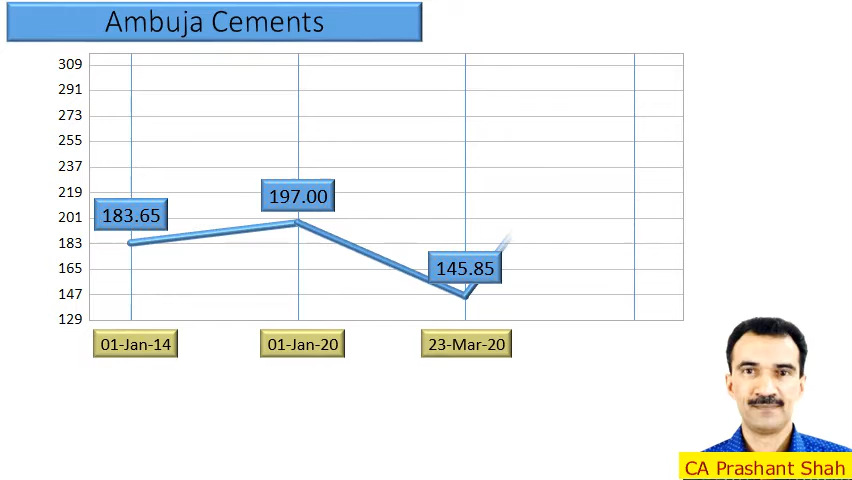 Ambuja Cements
309
291
273
255
237
219
201
183
165
147
129
183.65
197.00
145.85
01-Jan-14
01-Jan-20
23-Mar-20
CA Prashant Shah